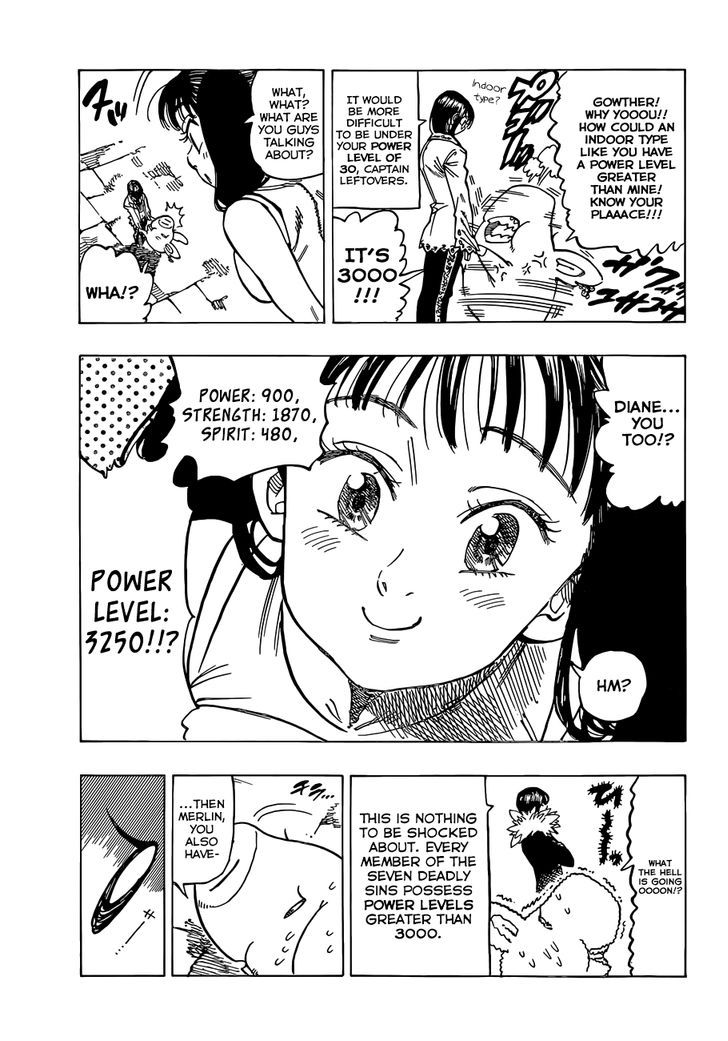 GOWTHER!
WHY YOOOU!!
HOW COULD AN
INDOOR TYPE
LIKE YOU HAVE
A POWER LEVEL
GREATER
THAN MINE!
KNOW YOUR
PLAAACE!!!
Indoor
type?
IT WOULD
BE MORE
DIFFICULT
TO BE UNDER
YOUR POWER
LEVEL OF
30, CAPTAIN
LEFTOVERS.
IT'S
3000
!!!
WHAT,
WHAT?
WHAT ARE
YOU GUYS
TALKING
ABOUT?
WHA!?
DIANE...
YOU
TOO!?
POWER: 900,
STRENGTH: 1870,
SPIRIT: 480,
POWER
LEVEL:
3250!!?
HM?
WHAT
THE HELL
IS GOING
OOOON!?
THIS IS NOTHING
TO BE SHOCKED
ABOUT. EVERY
MEMBER OF THE
SEVEN DEADLY
SINS POSSESS
POWER LEVELS
GREATER THAN
3000.
...THEN
MERLIN,
YOU
ALSO
HAVE-